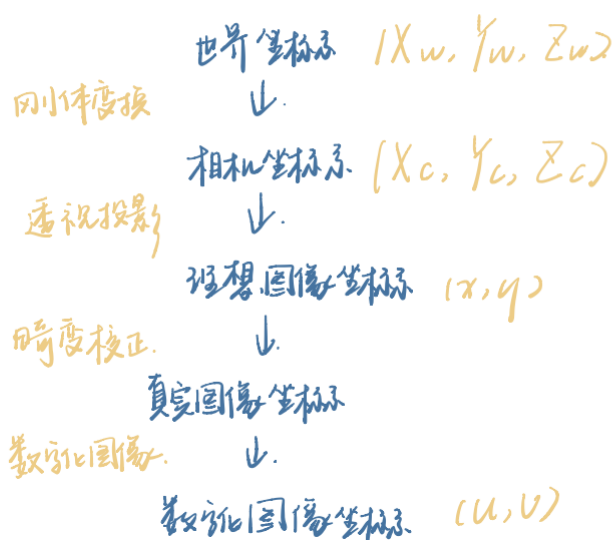 世界坐标系 (Xw, Yw, Zw)
刚体变换
相机坐标系 (Xc, Yc, Zc)
透视投影
理想图像坐标系 (x, y)
畸变校正.
真实图像坐标系
数字化图像.
数字化图像坐标系 (u, v)